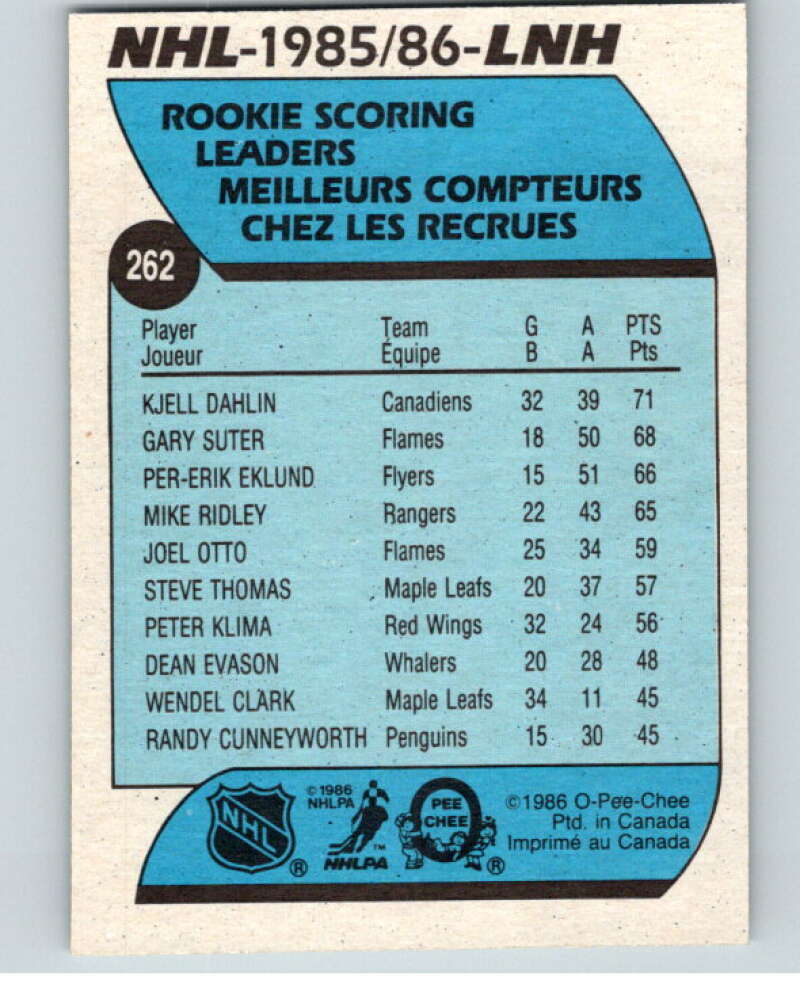 NHL-1985/86-LNH
ROOKIE SCORING
LEADERS
MEILLEURS COMPTEURS
CHEZ LES RECRUES
262
Player Team G A PTS
Joueur Équipe B A Pts
KJELL DAHLIN Canadiens 32 39 71
GARY SUTER Flames 18 50 68
PER-ERIK EKLUND Flyers 15 51 66
MIKE RIDLEY Rangers 22 43 65
JOEL OTTO Flames 25 34 59
STEVE THOMAS Maple Leafs 20 37 57
PETER KLIMA Red Wings 32 24 56
DEAN EVASON Whalers 20 28 48
WENDEL CLARK Maple Leafs 34 11 45
RANDY CUNNEYWORTH Penguins 15 30 45
NHL ®
©1986
NHLPA
NHLPA ™
O
PEE
CHEE ®
©1986 O-Pee-Chee
Ptd. in Canada
Imprimé au Canada